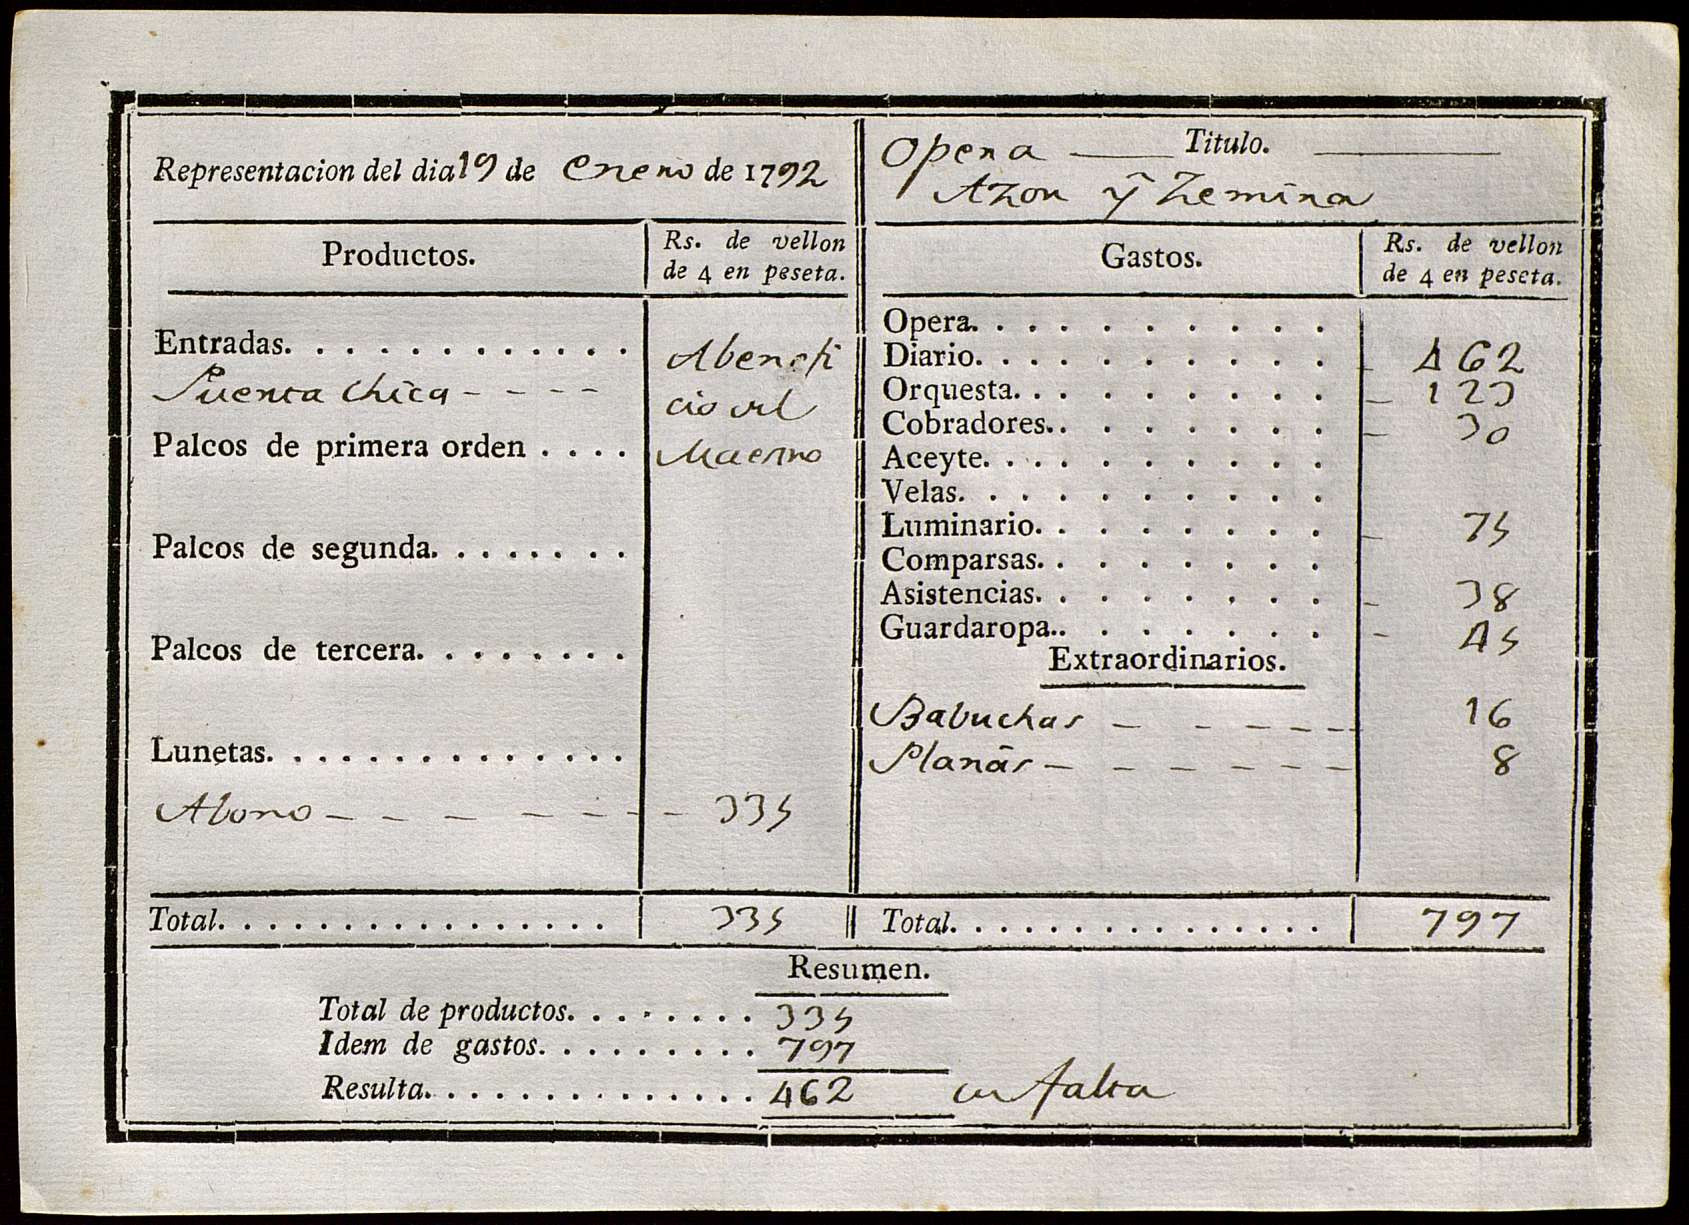 Representacion del dia 19 de Enero de 1792
Opera Titulo.
Azor y Zemira
Productos.
Rs. de vellon
de 4 en peseta.
Entradas. . . . . . . . . . . . A benefi
Puerta chica - - - - cio del
Palcos de primera orden . . . . Maestro
Palcos de segunda. . . . . . .
Palcos de tercera. . . . . . . .
Lunetas. . . . . . . . . . . .
Abono - - - - - - - 335
Total. . . . . . . . . . . . . . . . 335
Gastos.
Rs. de vellon
de 4 en peseta.
Opera. . . . . . . . . .
Diario. . . . . . . . . . - 462
Orquesta. . . . . . . . . - 123
Cobradores. . . . . . . . - 30
Aceyte. . . . . . . . . .
Velas. . . . . . . . . .
Luminario. . . . . . . . - 75
Comparsas. . . . . . . .
Asistencias. . . . . . . . - 38
Guardaropa. . . . . . . . - 45
Extraordinarios.
Babuchas - - - - - - 16
- - - - - - 8
Total. . . . . . . . . . . . . . . 797
Resumen.
Total de productos. . . . . . . . 335
Idem de gastos. . . . . . . . . 797
Resulta. . . . . . . . . . . . . 462 en falta